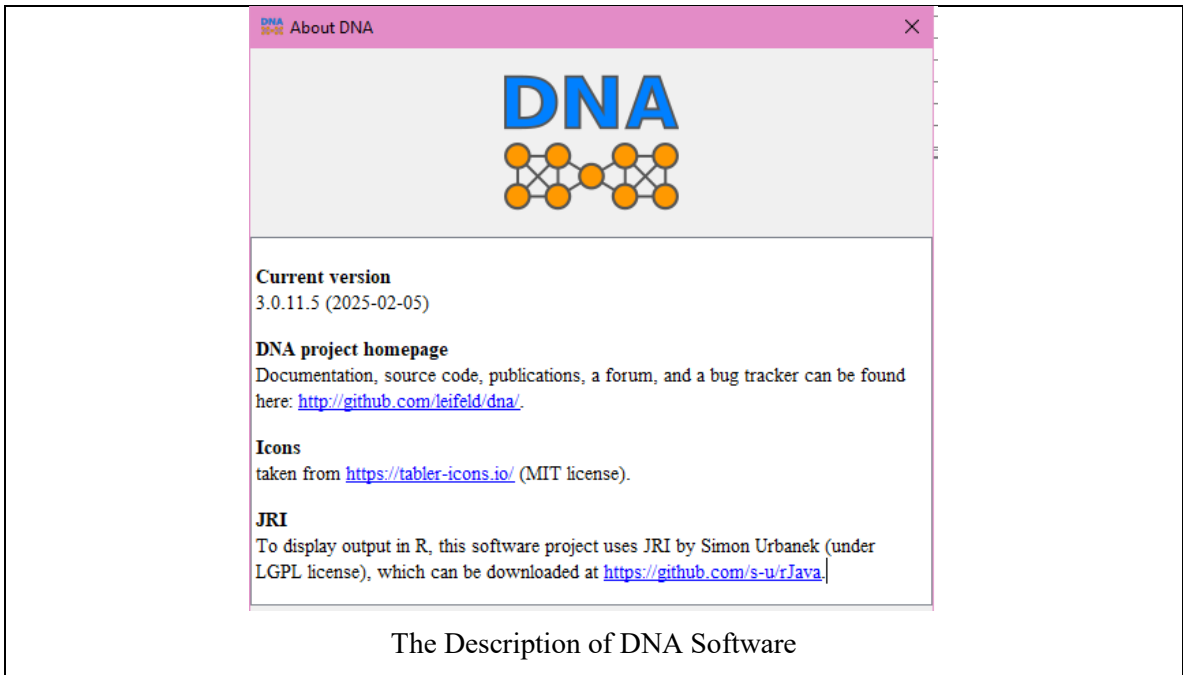 DNA About DNA
DNA
Current version
3.0.11.5 (2025-02-05)
DNA project homepage
Documentation, source code, publications, a forum, and a bug tracker can be found
here: http://github.com/leifeld/dna/.
Icons
taken from https://tabler-icons.io/ (MIT license).
JRI
To display output in R, this software project uses JRI by Simon Urbanek (under
LGPL license), which can be downloaded at https://github.com/s-u/rJava.
The Description of DNA Software